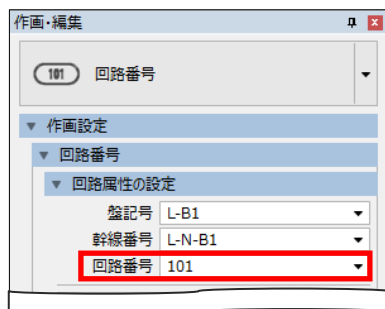 作画・編集
101 回路番号
作画設定
回路番号
回路属性の設定
盤記号 L-B1
幹線番号 L-N-B1
回路番号 101